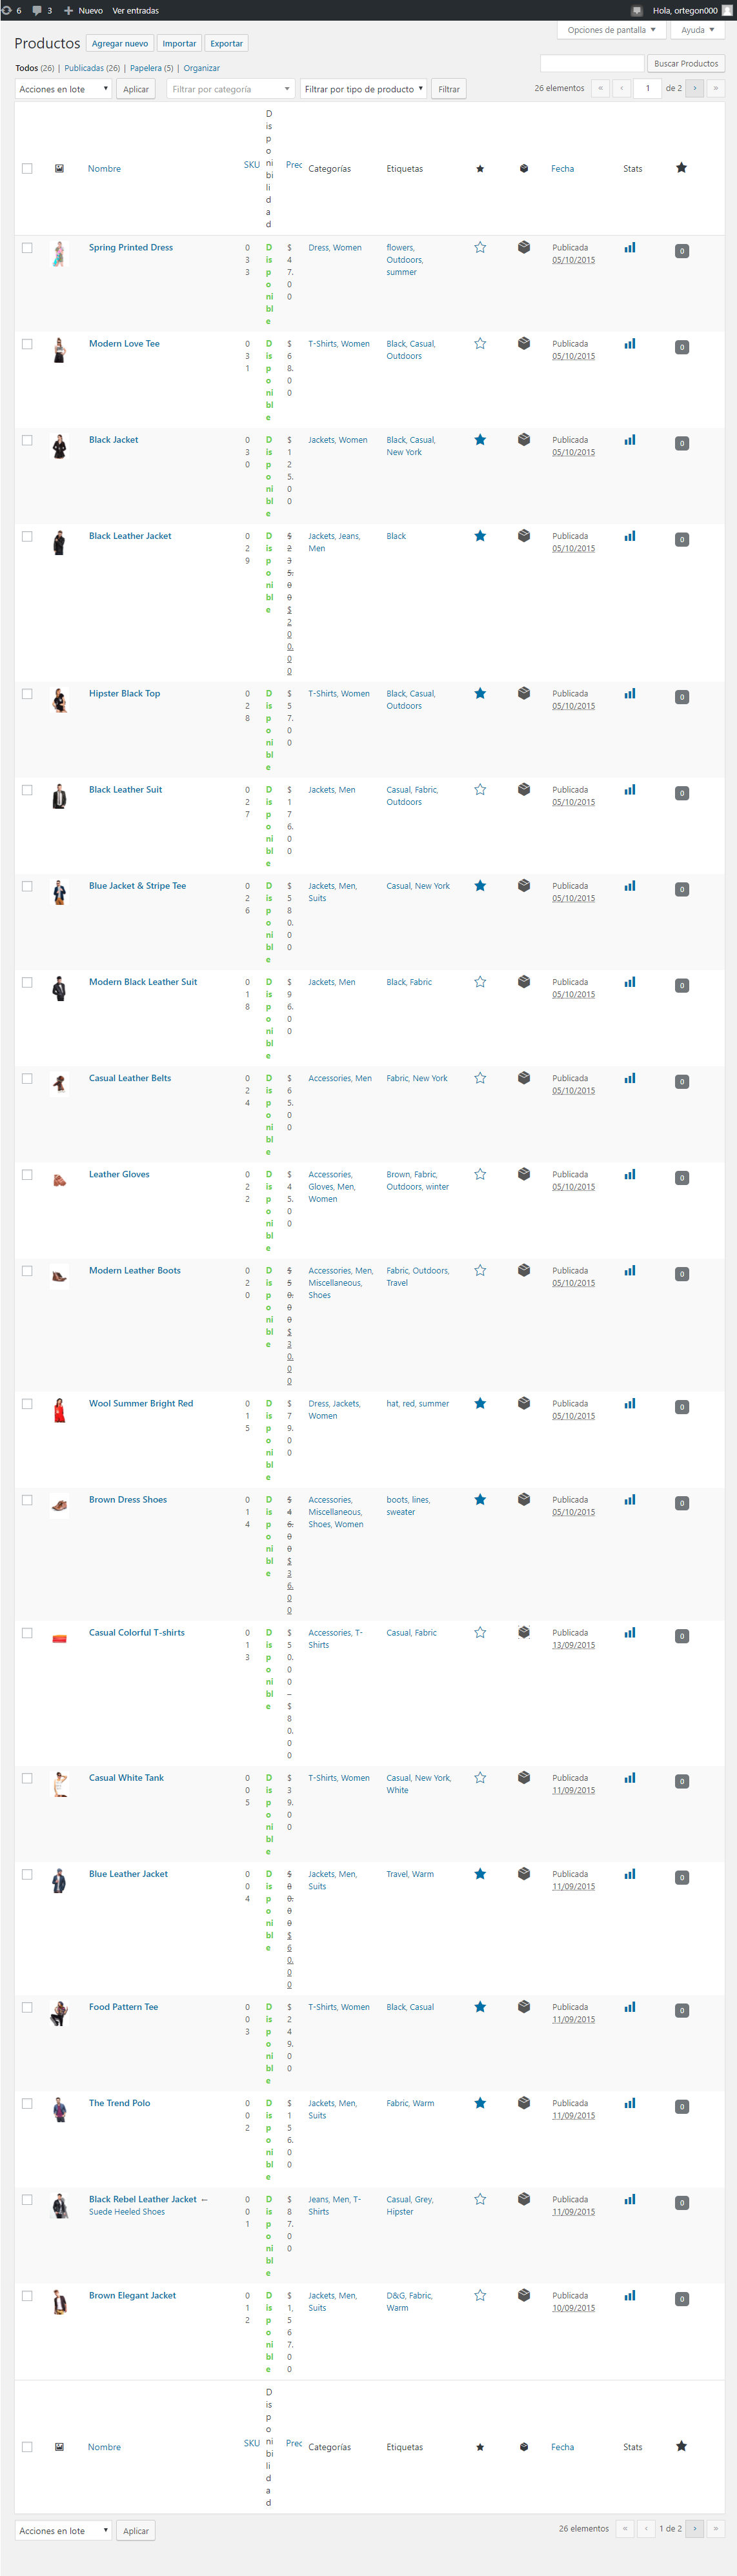 6 3 Nuevo Ver entradas Hola, ortegon000
Opciones de pantalla Ayuda
Productos Agregar nuevo Importar Exportar
Todos (26) | Publicadas (26) | Papelera (5) | Organizar
Buscar Productos
Acciones en lote Aplicar Filtrar por categoría Filtrar por tipo de producto Filtrar 26 elementos « ‹ 1 de 2 › »
Nombre SKU Disponibilidad Prec Categorías Etiquetas Fecha Stats
Spring Printed Dress 033 Disponible $47.00 Dress, Women flowers, Outdoors, summer Publicada 05/10/2015 0
Modern Love Tee 031 Disponible $68.00 T-Shirts, Women Black, Casual, Outdoors Publicada 05/10/2015 0
Black Jacket 030 Disponible $125.00 Jackets, Women Black, Casual, New York Publicada 05/10/2015 0
Black Leather Jacket 029 Disponible $235.00 $200.00 Jackets, Jeans, Men Black Publicada 05/10/2015 0
Hipster Black Top 028 Disponible $57.00 T-Shirts, Women Black, Casual, Outdoors Publicada 05/10/2015 0
Black Leather Suit 027 Disponible $176.00 Jackets, Men Casual, Fabric, Outdoors Publicada 05/10/2015 0
Blue Jacket & Stripe Tee 026 Disponible $580.00 Jackets, Men, Suits Casual, New York Publicada 05/10/2015 0
Modern Black Leather Suit 018 Disponible $96.00 Jackets, Men Black, Fabric Publicada 05/10/2015 0
Casual Leather Belts 024 Disponible $65.00 Accessories, Men Fabric, New York Publicada 05/10/2015 0
Leather Gloves 022 Disponible $45.00 Accessories, Gloves, Men, Women Brown, Fabric, Outdoors, winter Publicada 05/10/2015 0
Modern Leather Boots 020 Disponible $50.00 $30.00 Accessories, Men, Miscellaneous, Shoes Fabric, Outdoors, Travel Publicada 05/10/2015 0
Wool Summer Bright Red 015 Disponible $79.00 Dress, Jackets, Women hat, red, summer Publicada 05/10/2015 0
Brown Dress Shoes 014 Disponible $46.00 $36.00 Accessories, Miscellaneous, Shoes, Women boots, lines, sweater Publicada 05/10/2015 0
Casual Colorful T-shirts 013 Disponible $50.00 – $80.00 Accessories, T-Shirts Casual, Fabric Publicada 13/09/2015 0
Casual White Tank 005 Disponible $39.00 T-Shirts, Women Casual, New York, White Publicada 11/09/2015 0
Blue Leather Jacket 004 Disponible $80.00 $60.00 Jackets, Men, Suits Travel, Warm Publicada 11/09/2015 0
Food Pattern Tee 003 Disponible $249.00 T-Shirts, Women Black, Casual Publicada 11/09/2015 0
The Trend Polo 002 Disponible $156.00 Jackets, Men, Suits Fabric, Warm Publicada 11/09/2015 0
Black Rebel Leather Jacket ← Suede Heeled Shoes 001 Disponible $87.00 Jeans, Men, T-Shirts Casual, Grey, Hipster Publicada 11/09/2015 0
Brown Elegant Jacket 012 Disponible $1,567.00 Jackets, Men, Suits D&G, Fabric, Warm Publicada 10/09/2015 0
Nombre SKU Disponibilidad Prec Categorías Etiquetas Fecha Stats
Acciones en lote Aplicar 26 elementos « ‹ 1 de 2 › »